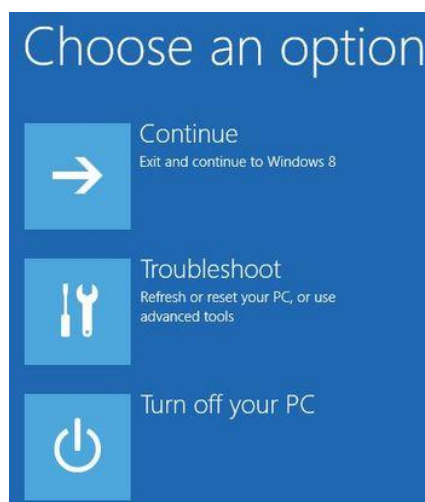 Choose an option
Continue
Exit and continue to Windows 8
Troubleshoot
Refresh or reset your PC, or use
advanced tools
Turn off your PC